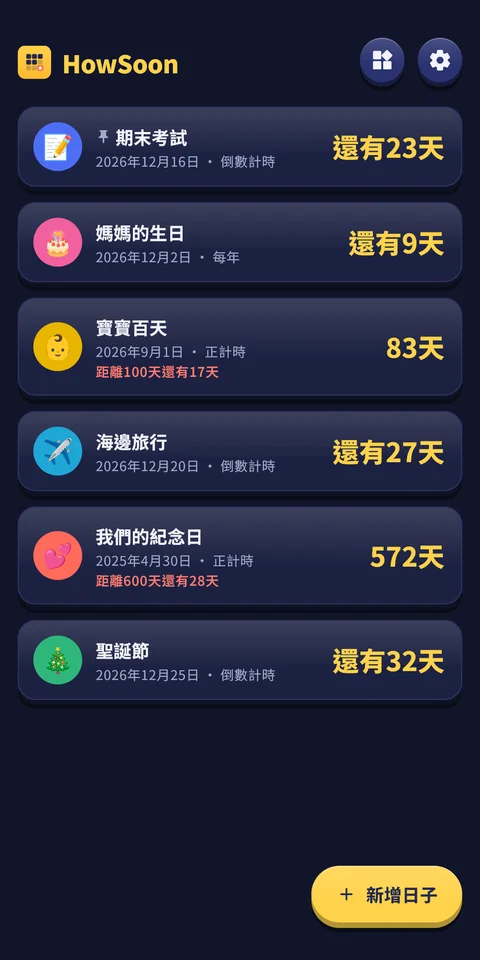 HowSoon
期末考試
2026年12月16日 • 倒數計時
還有23天
媽媽的生日
2026年12月2日 • 每年
還有9天
寶寶百天
2026年9月1日 • 正計時
距離100天還有17天
83天
海邊旅行
2026年12月20日 • 倒數計時
還有27天
我們的紀念日
2025年4月30日 • 正計時
距離600天還有28天
572天
聖誕節
2026年12月25日 • 倒數計時
還有32天
+ 新增日子